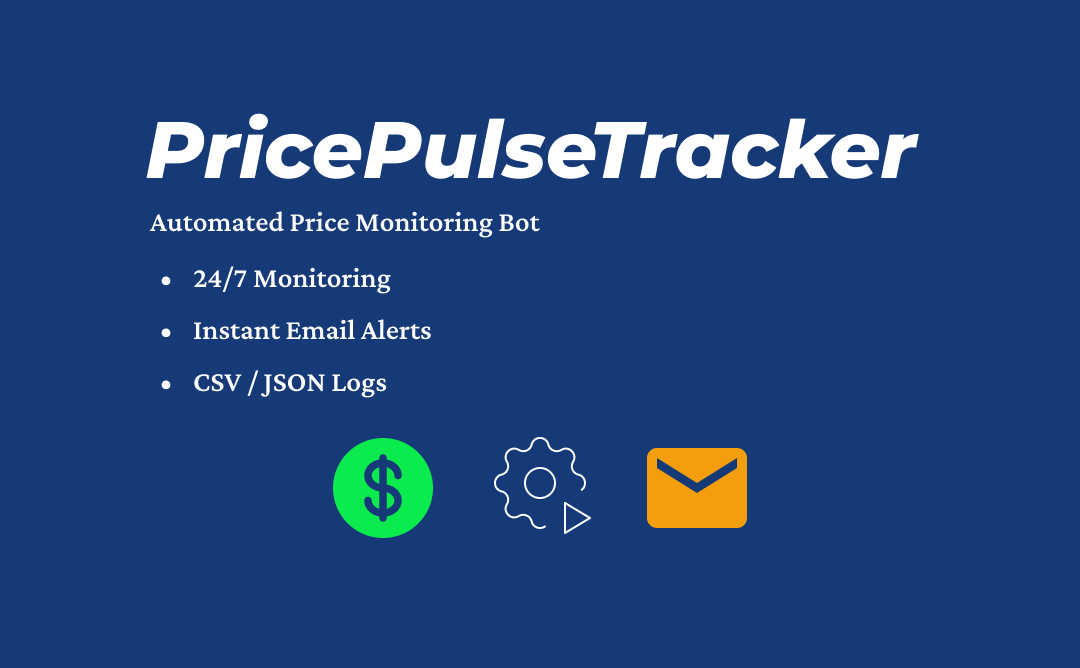 PricePulseTracker
Automated Price Monitoring Bot
• 24/7 Monitoring
• Instant Email Alerts
• CSV / JSON Logs
$